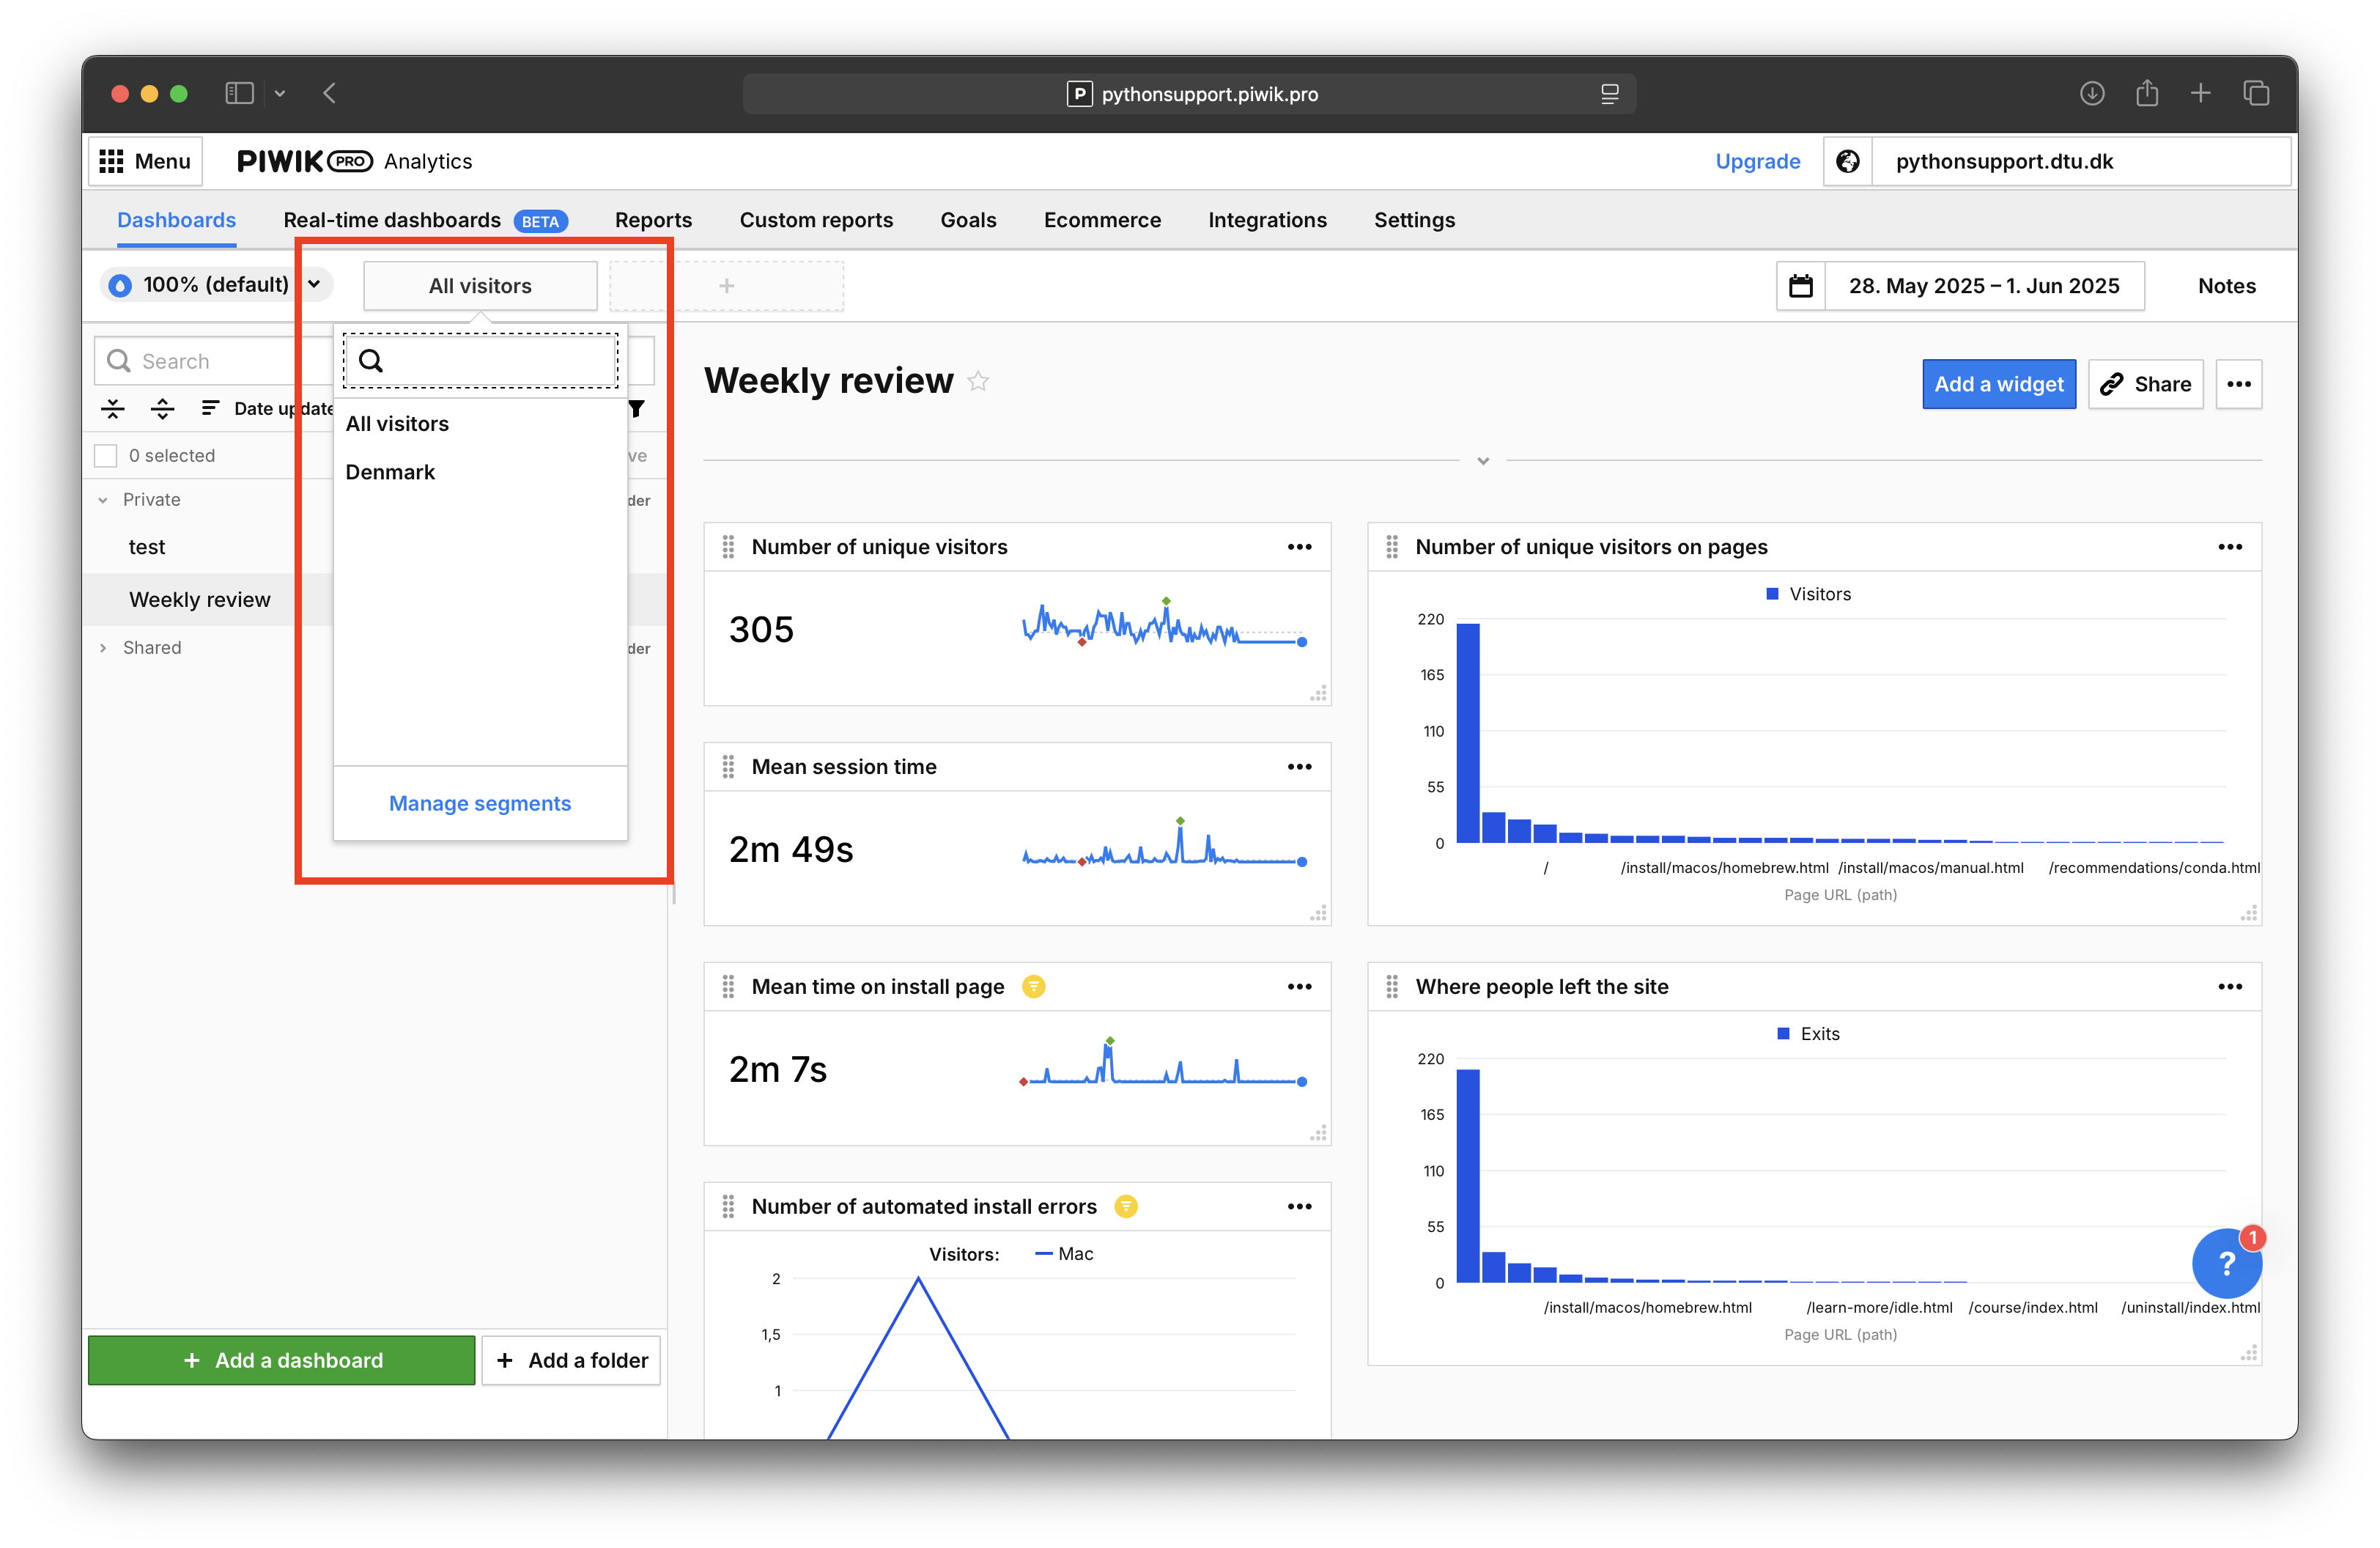 pythonsupport.piwik.pro
Menu
PIWIK PRO Analytics
Upgrade
pythonsupport.dtu.dk
Dashboards
Real-time dashboards BETA
Reports
Custom reports
Goals
Ecommerce
Integrations
Settings
100% (default)
All visitors
+
28. May 2025 – 1. Jun 2025
Notes
Search
Date update
0 selected
ve
Private
der
test
Weekly review
Shared
der
All visitors
Denmark
Manage segments
+ Add a dashboard
+ Add a folder
Weekly review
Add a widget
Share
Number of unique visitors
305
Mean session time
2m 49s
Mean time on install page
2m 7s
Number of automated install errors
Visitors:
Mac
2
1,5
1
Number of unique visitors on pages
Visitors
220
165
110
55
0
/
/install/macos/homebrew.html
/install/macos/manual.html
/recommendations/conda.html
Page URL (path)
Where people left the site
Exits
220
165
110
55
0
/install/macos/homebrew.html
/learn-more/idle.html
/course/index.html
/uninstall/index.html
Page URL (path)
?
1